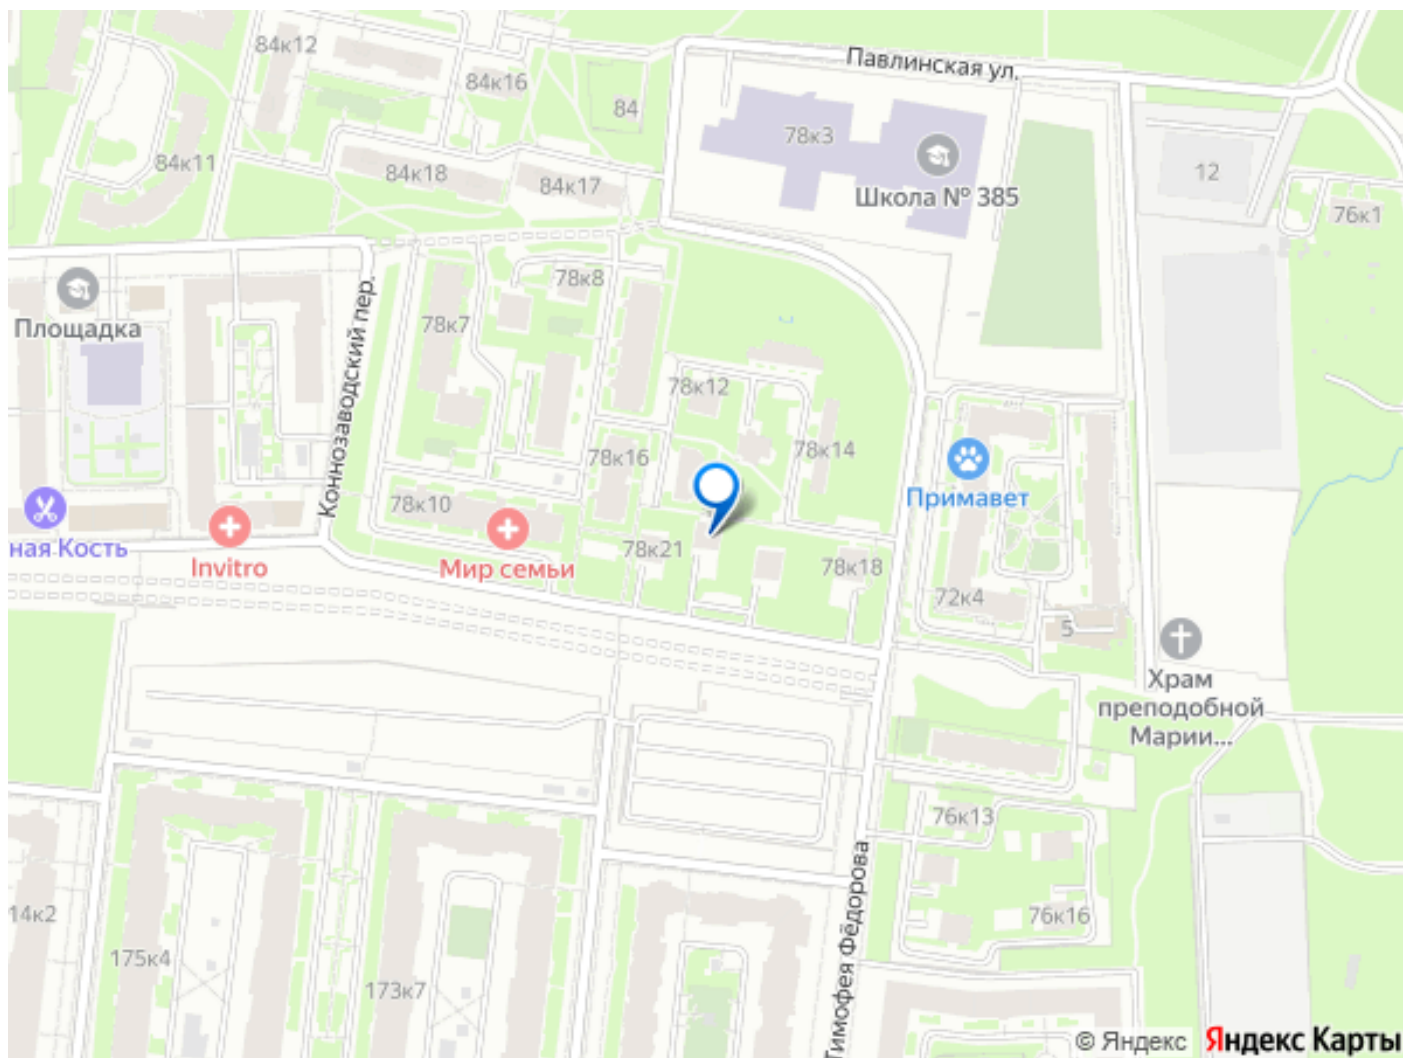 84к12
Павлинская ул.
84к16
84
78к3
84к11
84к18
84к17
12
Школа № 385
76к1
78к8
Площадка
78к7
Коннозаводский пер.
78к12
78к16
78к14
78к10
Примавет
ная Кость
Invitro
Мир семьи
78к21
78к18
72к4
5
Храм
преподобной
Марии...
76к13
Тимофея Фёдорова
14к2
76к16
175к4
173к7
© Яндекс
Яндекс Карты